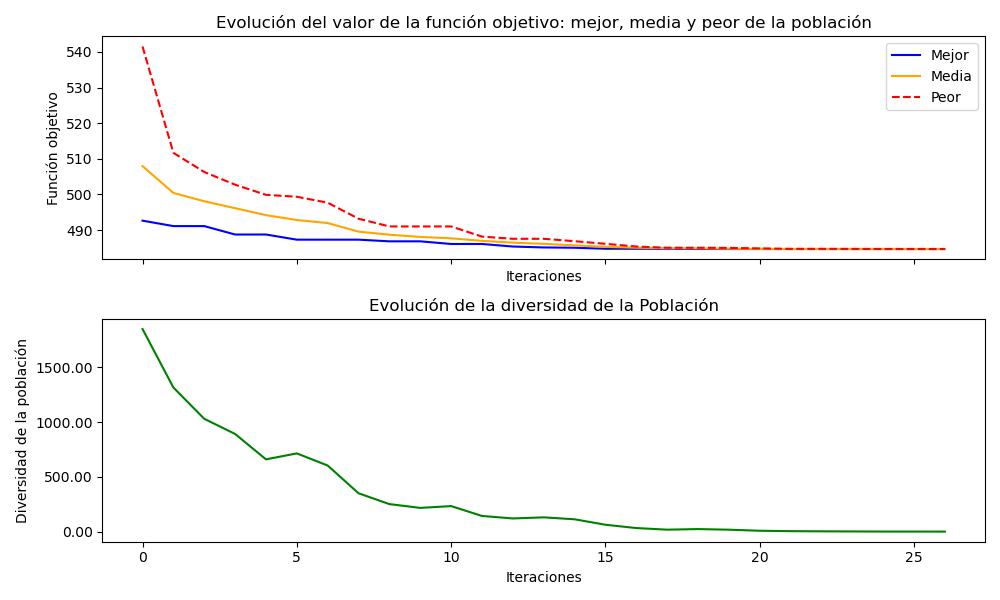 Evolución del valor de la función objetivo: mejor, media y peor de la población
540
530
520
510
500
490
Función objetivo
Mejor
Media
Peor
Iteraciones
Evolución de la diversidad de la Población
1500.00
1000.00
500.00
0.00
Diversidad de la población
0 5 10 15 20 25
Iteraciones